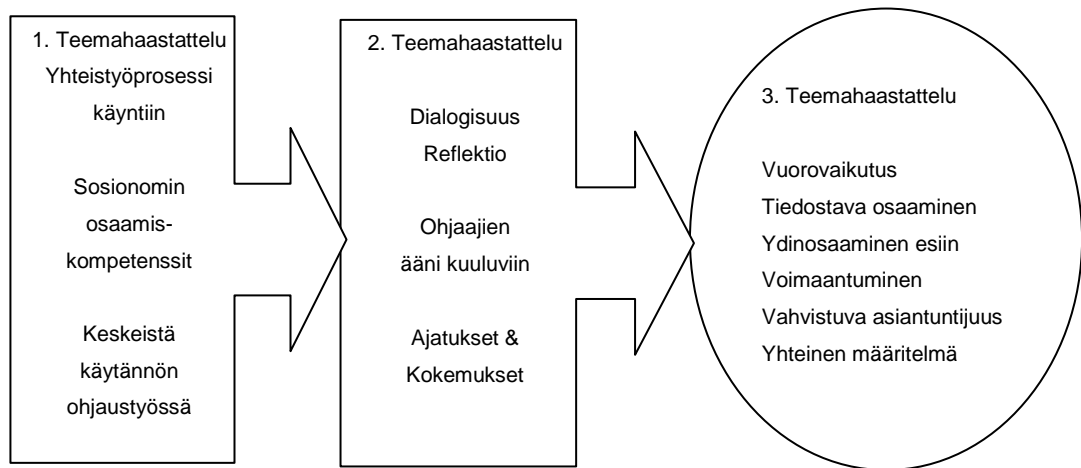 1. Teemahaastattelu
Yhteistyöprosessi
käyntiin
Sosionomin
osaamis-
kompetenssit
Keskeistä
käytännön
ohjaustyössä
2. Teemahaastattelu
Dialogisuus
Reflektio
Ohjaajien
ääni kuuluviin
Ajatukset &
Kokemukset
3. Teemahaastattelu
Vuorovaikutus
Tiedostava osaaminen
Ydinosaaminen esiin
Voimaantuminen
Vahvistuva asiantuntijuus
Yhteinen määritelmä